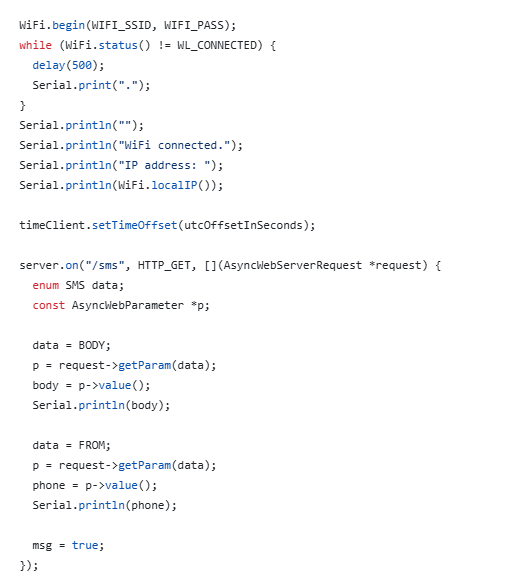 WiFi.begin(WIFI_SSID, WIFI_PASS);
while (WiFi.status() != WL_CONNECTED) {
  delay(500);
  Serial.print(".");
}
Serial.println("");
Serial.println("WiFi connected.");
Serial.println("IP address: ");
Serial.println(WiFi.localIP());

timeClient.setTimeOffset(utcOffsetInSeconds);

server.on("/sms", HTTP_GET, [](AsyncWebServerRequest *request) {
  enum SMS data;
  const AsyncWebParameter *p;

  data = BODY;
  p = request->getParam(data);
  body = p->value();
  Serial.println(body);

  data = FROM;
  p = request->getParam(data);
  phone = p->value();
  Serial.println(phone);

  msg = true;
});